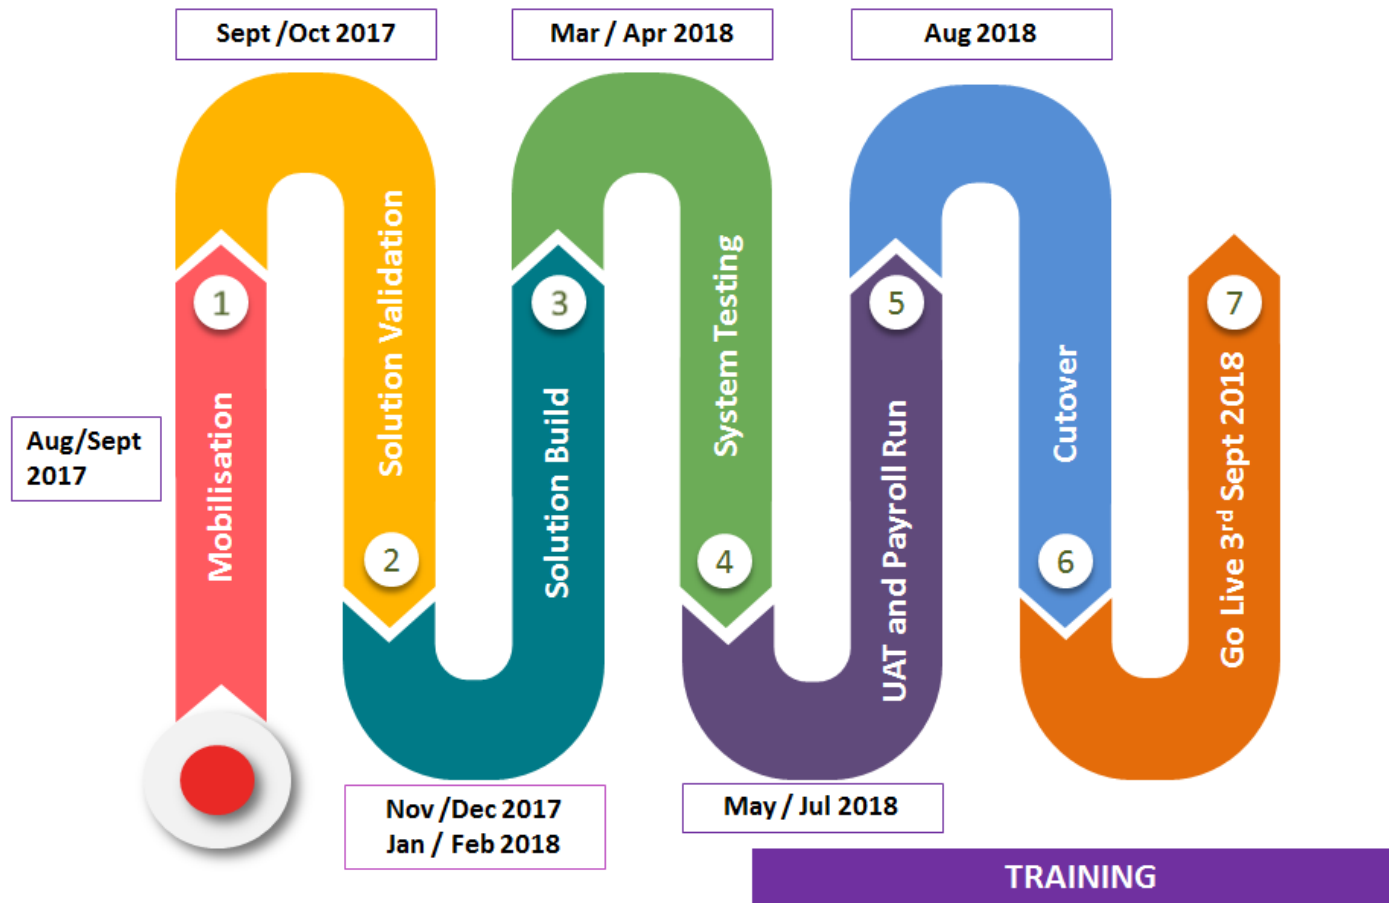 Sept /Oct 2017
Mar / Apr 2018
Aug 2018
Aug/Sept
2017
1
Mobilisation
Solution Validation
2
3
Solution Build
System Testing
4
5
UAT and Payroll Run
Cutover
6
7
Go Live 3rd Sept 2018
Nov /Dec 2017
Jan / Feb 2018
May / Jul 2018
TRAINING